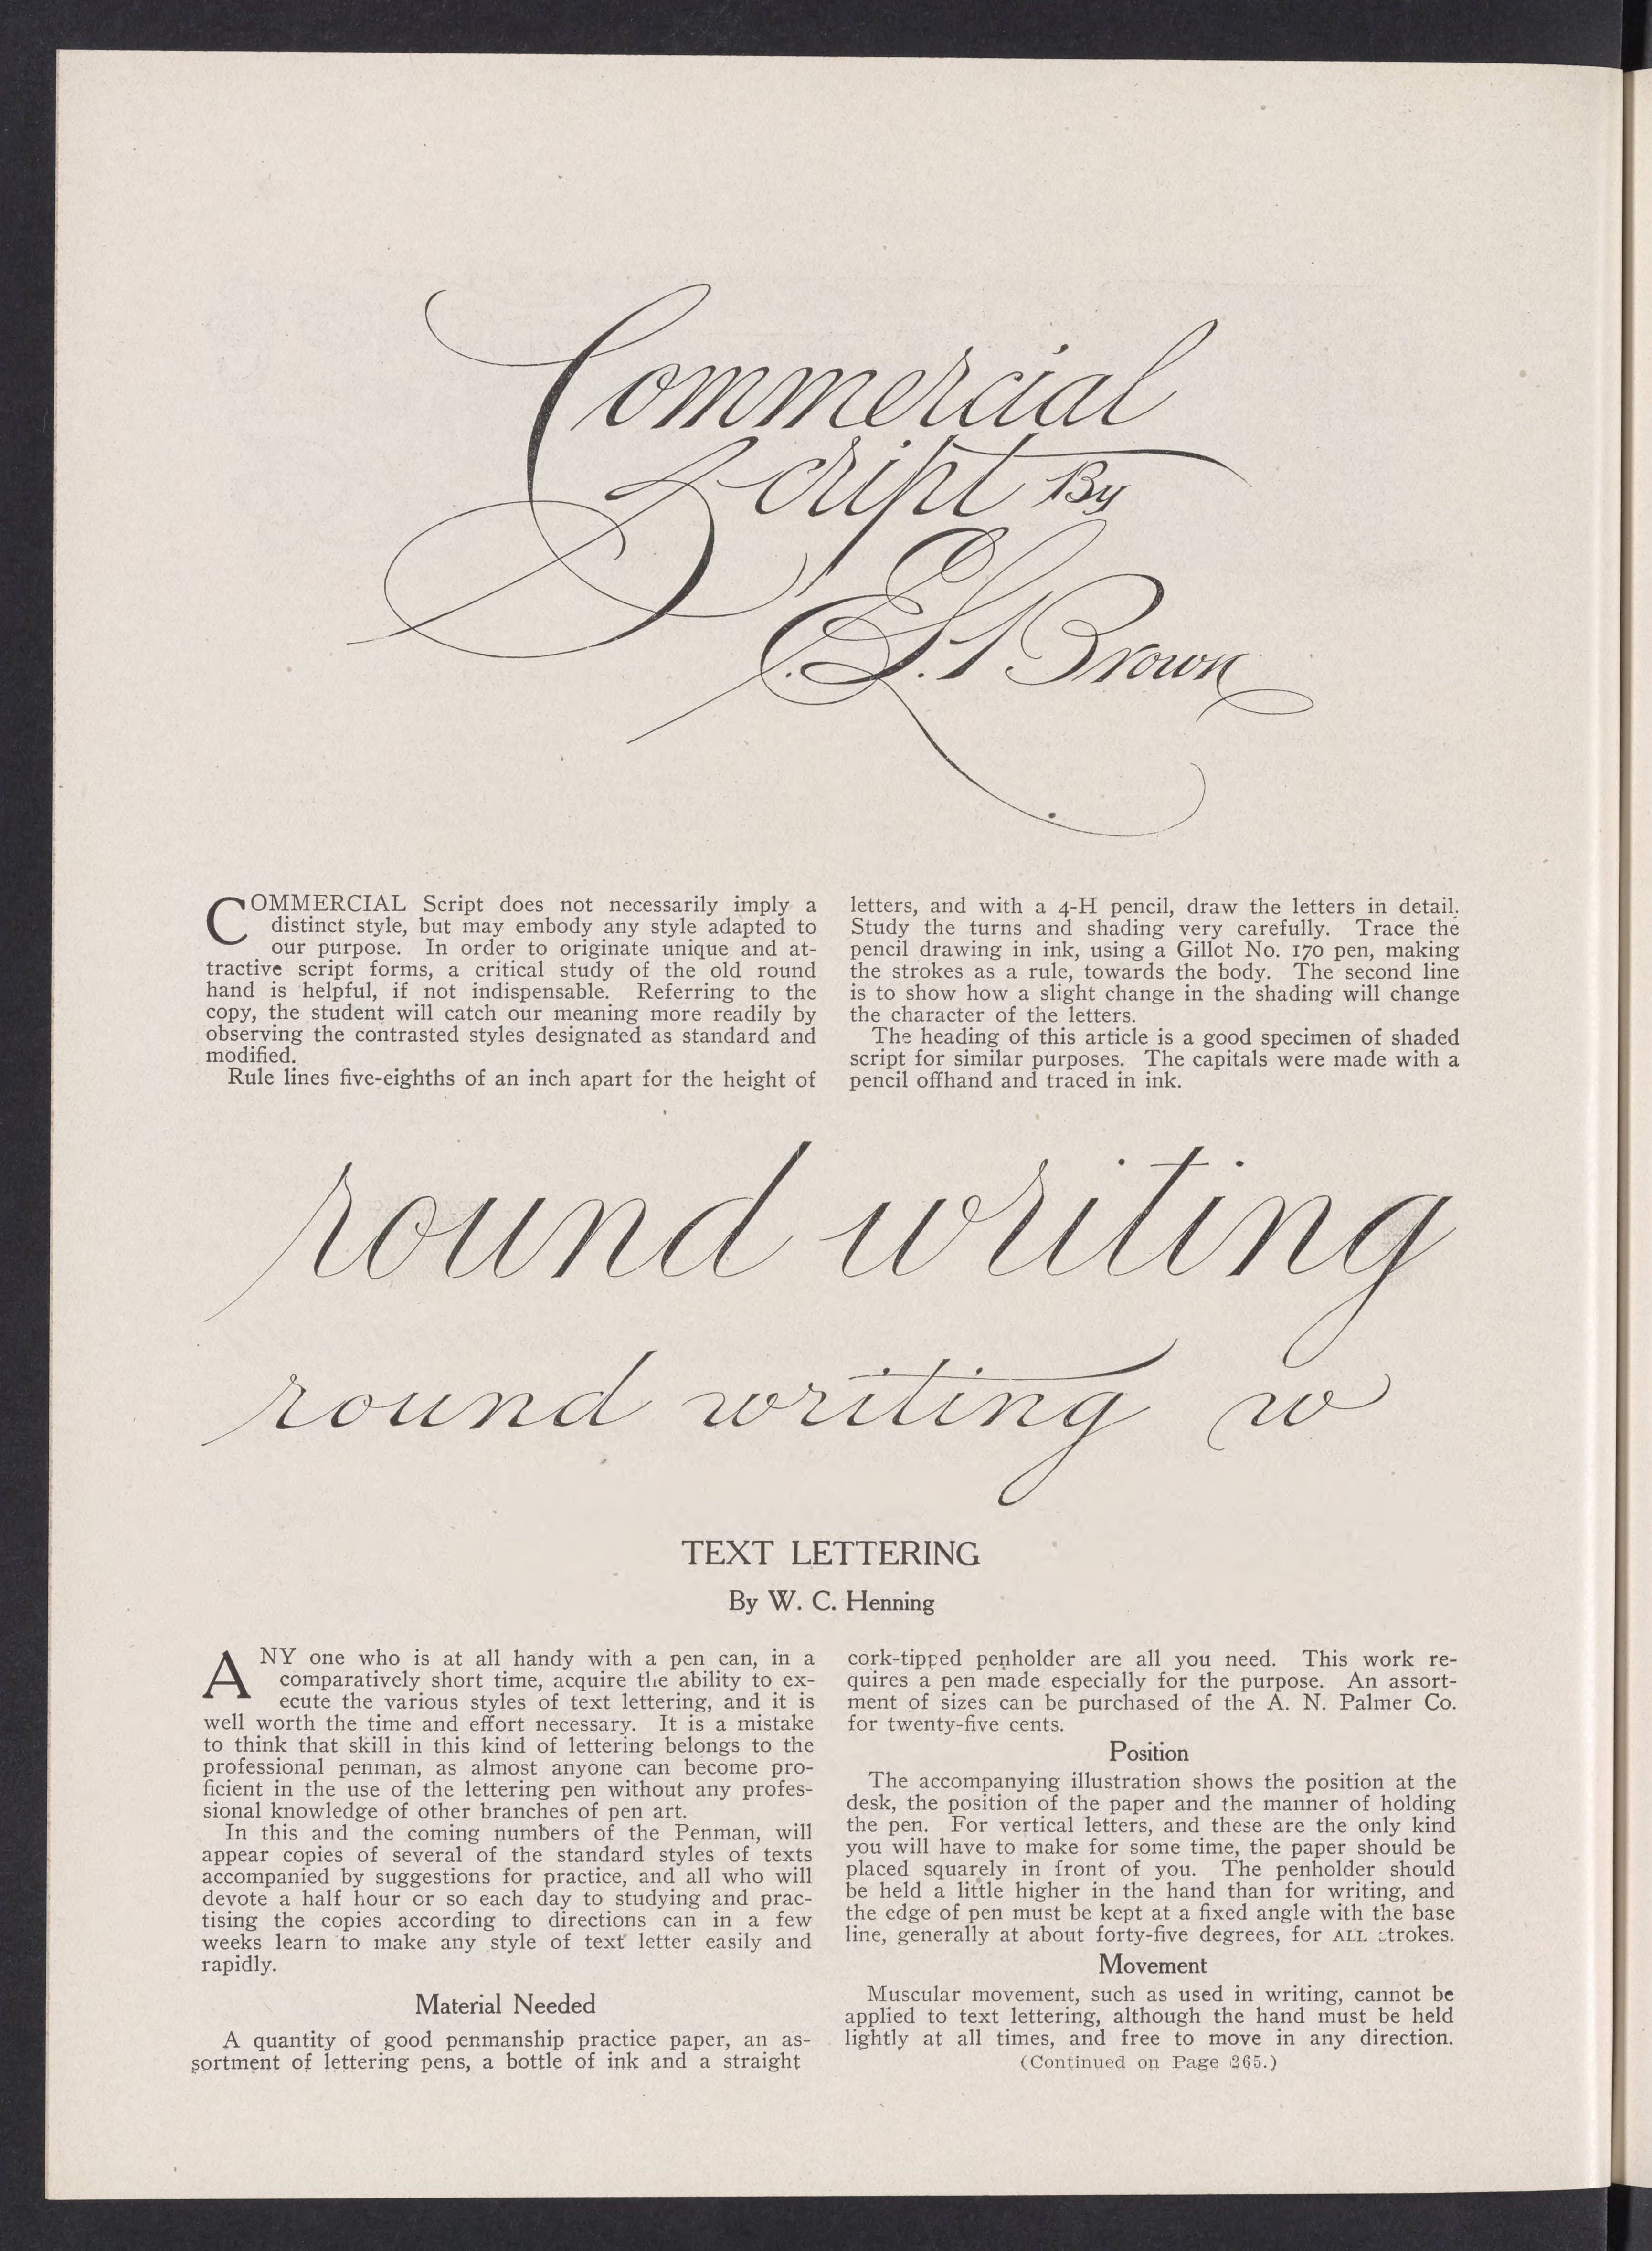 Commercial
Script By
E. L. Brown
COMMERCIAL Script does not necessarily imply a
distinct style, but may embody any style adapted to
our purpose. In order to originate unique and at-
tractive script forms, a critical study of the old round
hand is helpful, if not indispensable. Referring to the
copy, the student will catch our meaning more readily by
observing the contrasted styles designated as standard and
modified.
Rule lines five-eighths of an inch apart for the height of
letters, and with a 4-H pencil, draw the letters in detail.
Study the turns and shading very carefully. Trace the
pencil drawing in ink, using a Gillot No. 170 pen, making
the strokes as a rule, towards the body. The second line
is to show how a slight change in the shading will change
the character of the letters.
The heading of this article is a good specimen of shaded
script for similar purposes. The capitals were made with a
pencil offhand and traced in ink.
round writing
round writing w
TEXT LETTERING
By W. C. Henning
ANY one who is at all handy with a pen can, in a
comparatively short time, acquire the ability to ex-
ecute the various styles of text lettering, and it is
well worth the time and effort necessary. It is a mistake
to think that skill in this kind of lettering belongs to the
professional penman, as almost anyone can become pro-
ficient in the use of the lettering pen without any profes-
sional knowledge of other branches of pen art.
In this and the coming numbers of the Penman, will
appear copies of several of the standard styles of texts
accompanied by suggestions for practice, and all who will
devote a half hour or so each day to studying and prac-
tising the copies according to directions can in a few
weeks learn to make any style of text letter easily and
rapidly.
Material Needed
A quantity of good penmanship practice paper, an as-
sortment of lettering pens, a bottle of ink and a straight
cork-tipped penholder are all you need. This work re-
quires a pen made especially for the purpose. An assort-
ment of sizes can be purchased of the A. N. Palmer Co.
for twenty-five cents.
Position
The accompanying illustration shows the position at the
desk, the position of the paper and the manner of holding
the pen. For vertical letters, and these are the only kind
you will have to make for some time, the paper should be
placed squarely in front of you. The penholder should
be held a little higher in the hand than for writing, and
the edge of pen must be kept at a fixed angle with the base
line, generally at about forty-five degrees, for ALL strokes.
Movement
Muscular movement, such as used in writing, cannot be
applied to text lettering, although the hand must be held
lightly at all times, and free to move in any direction.
(Continued on Page 265.)